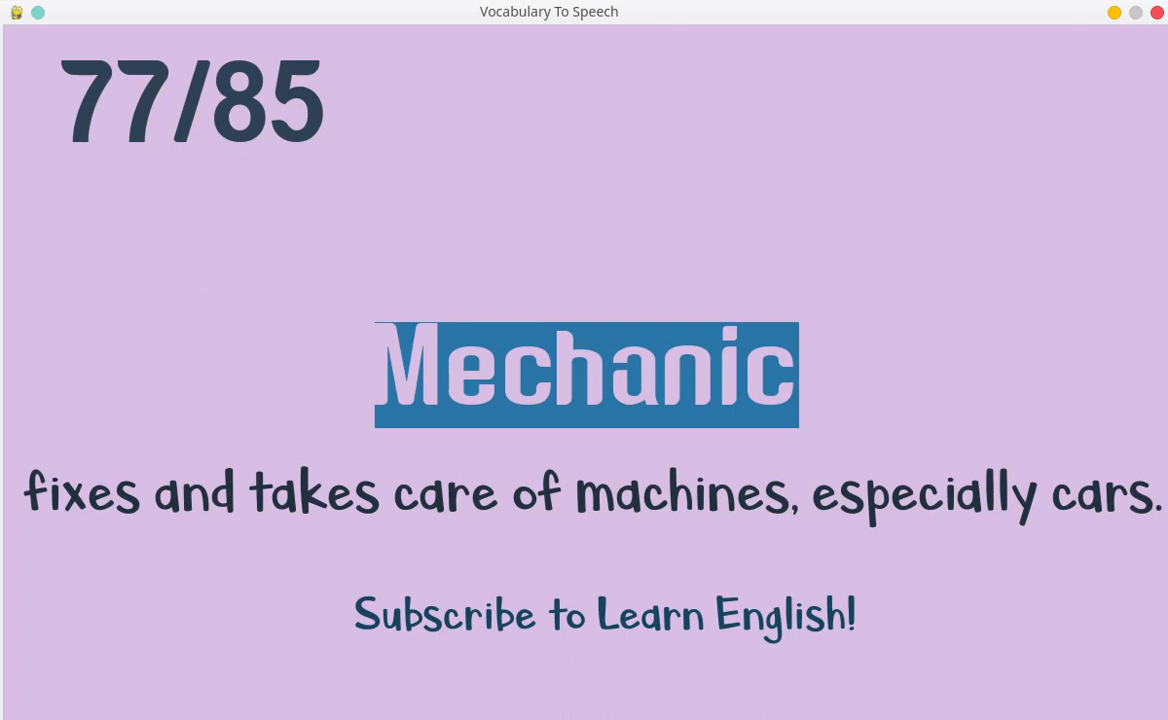 Vocabulary To Speech
77/85
Mechanic
fixes and takes care of machines, especially cars.
Subscribe to Learn English!